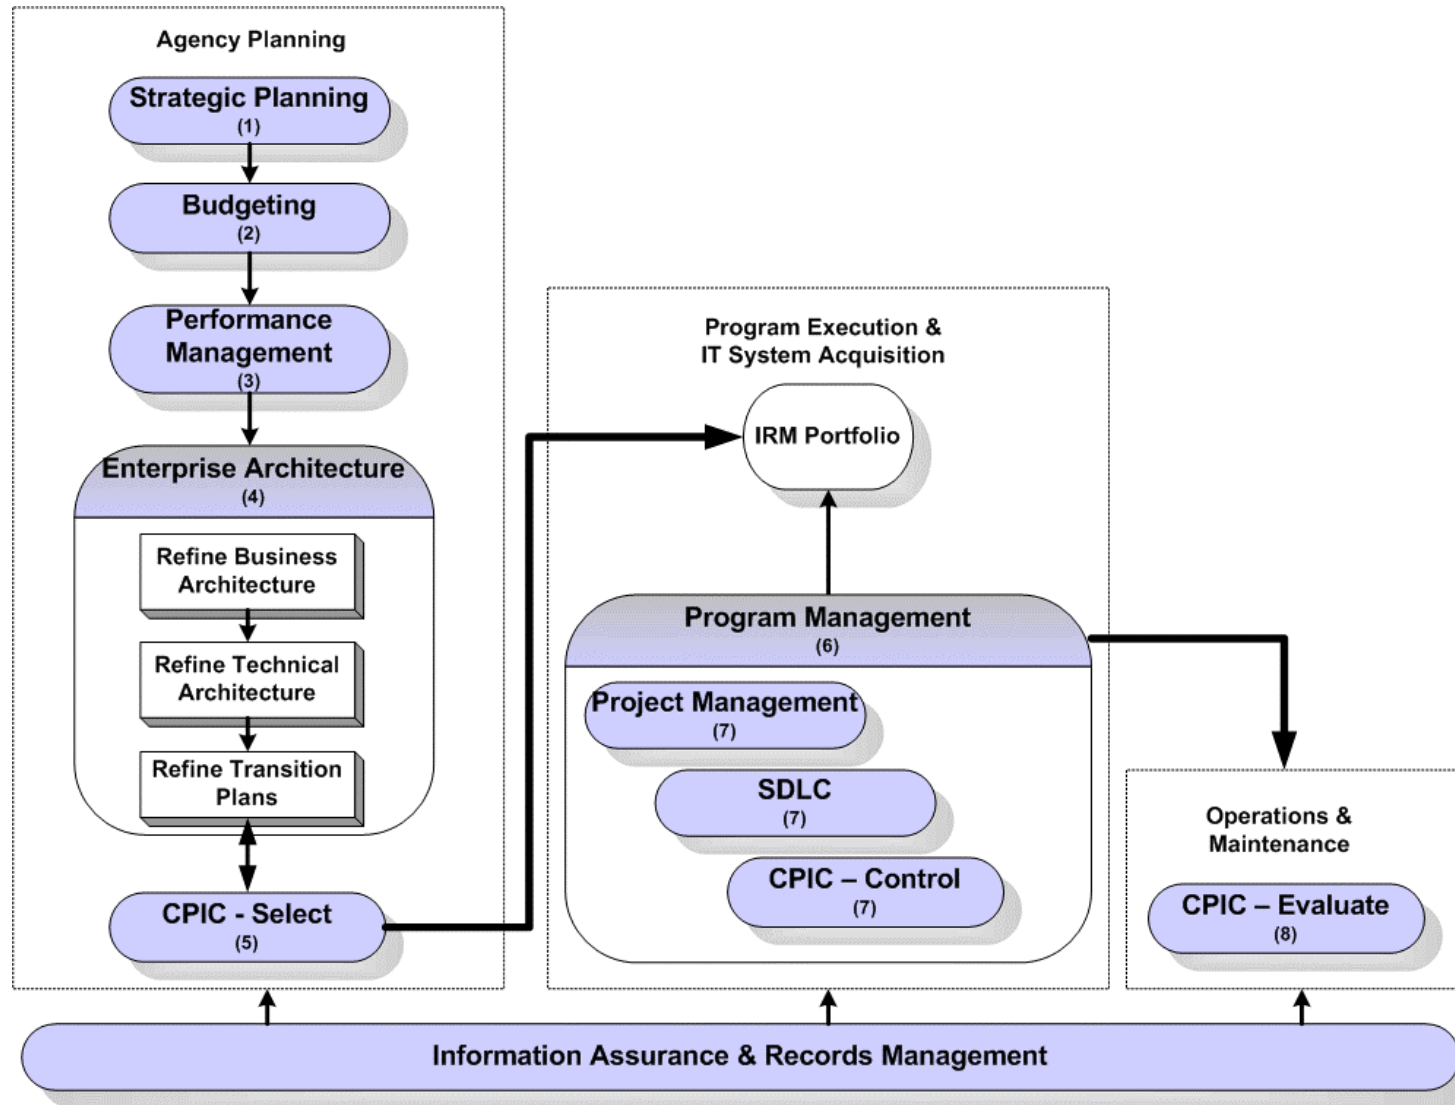 Agency Planning
Strategic Planning
(1)
Budgeting
(2)
Performance
Management
(3)
Enterprise Architecture
(4)
Refine Business
Architecture
Refine Technical
Architecture
Refine Transition
Plans
CPIC - Select
(5)
Program Execution &
IT System Acquisition
IRM Portfolio
Program Management
(6)
Project Management
(7)
SDLC
(7)
CPIC – Control
(7)
Operations &
Maintenance
CPIC – Evaluate
(8)
Information Assurance & Records Management